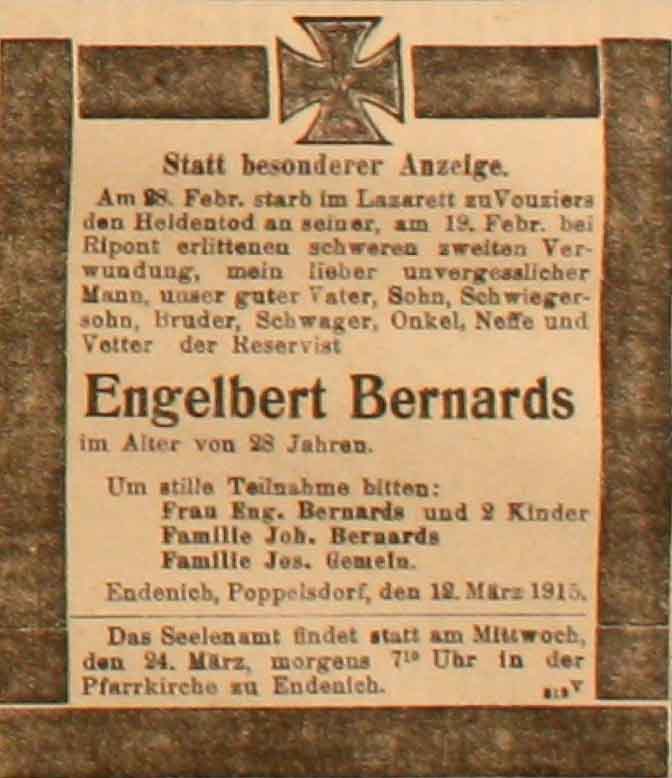 Statt besonderer Anzeige.
Am 28. Febr. starb im Lazarett zu Vouziers
den Heldentod an seiner, am 19. Febr. bei
Ripont erlittenen schweren zweiten Ver-
wundung, mein lieber unvergesslicher
Mann, unser guter Vater, Sohn, Schwieger-
sohn, Bruder, Schwager, Onkel, Neffe und
Vetter der Reservist
Engelbert Bernards
im Alter von 28 Jahren.
Um stille Teilnahme bitten:
Frau Eng. Bernards und 2 Kinder
Familie Joh. Bernards
Familie Jos. Gemein.
Endenich, Poppelsdorf, den 12. März 1915.
Das Seelenamt findet statt am Mittwoch,
den 24. März, morgens 7¹⁰ Uhr in der
Pfarrkirche zu Endenich.